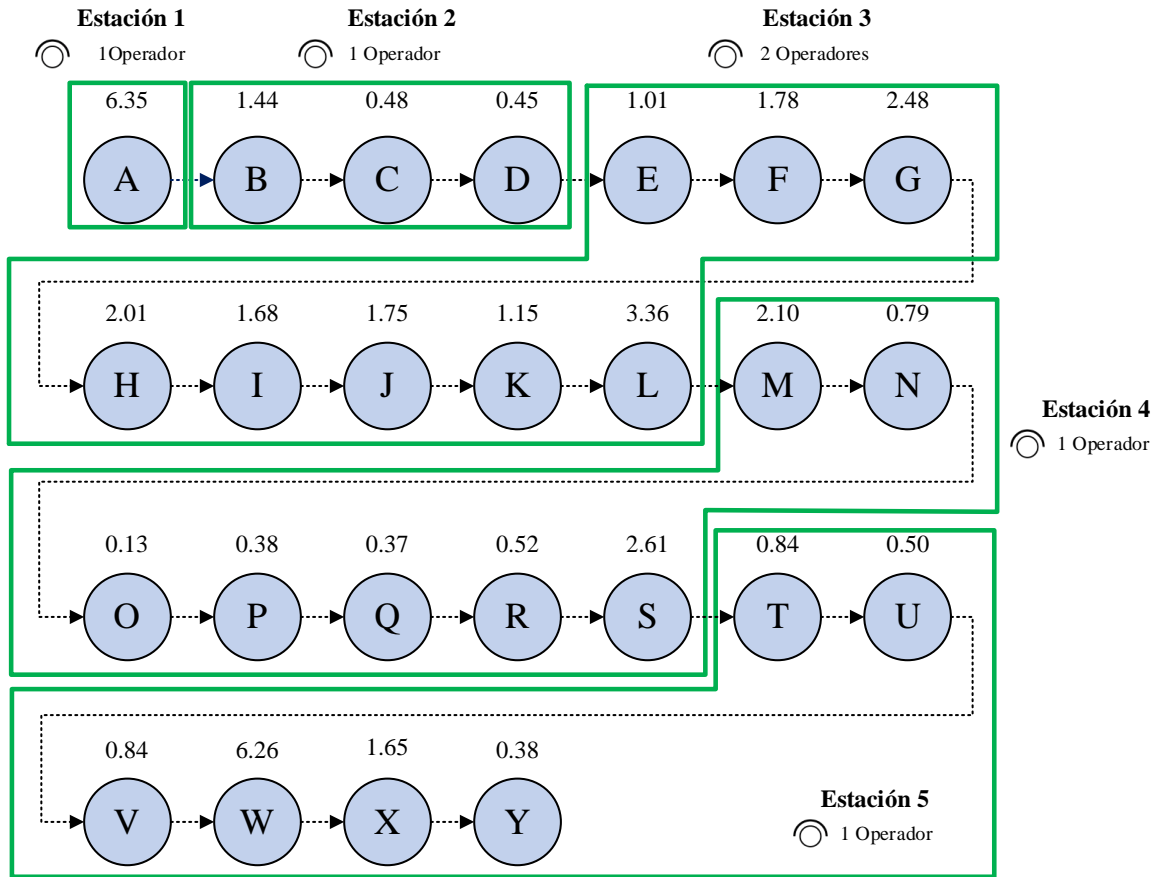 Estación 1 Estación 2 Estación 3
1Operador 1 Operador 2 Operadores
6.35 1.44 0.48 0.45 1.01 1.78 2.48
A B C D E F G
2.01 1.68 1.75 1.15 3.36 2.10 0.79
H I J K L M N
Estación 4
1 Operador
0.13 0.38 0.37 0.52 2.61 0.84 0.50
O P Q R S T U
0.84 6.26 1.65 0.38
V W X Y
Estación 5
1 Operador